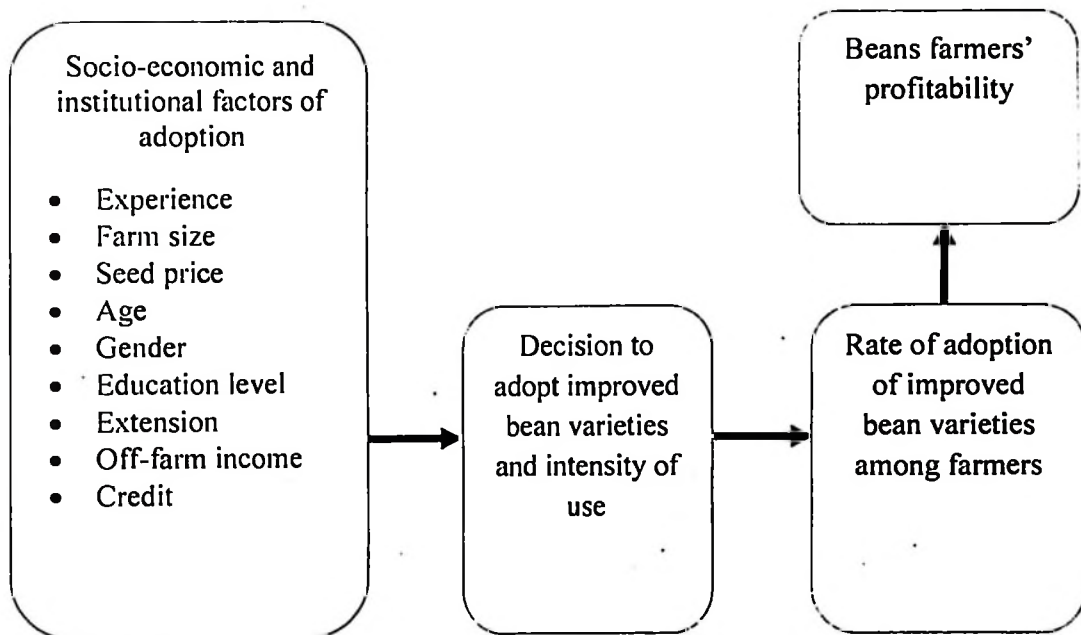 Socio-economic and
institutional factors of
adoption
• Experience
• Farm size
• Seed price
• Age
• Gender
• Education level
• Extension
• Off-farm income
• Credit
Decision to
adopt improved
bean varieties
and intensity of
use
Rate of adoption
of improved
bean varieties
among farmers
Beans farmers’
profitability